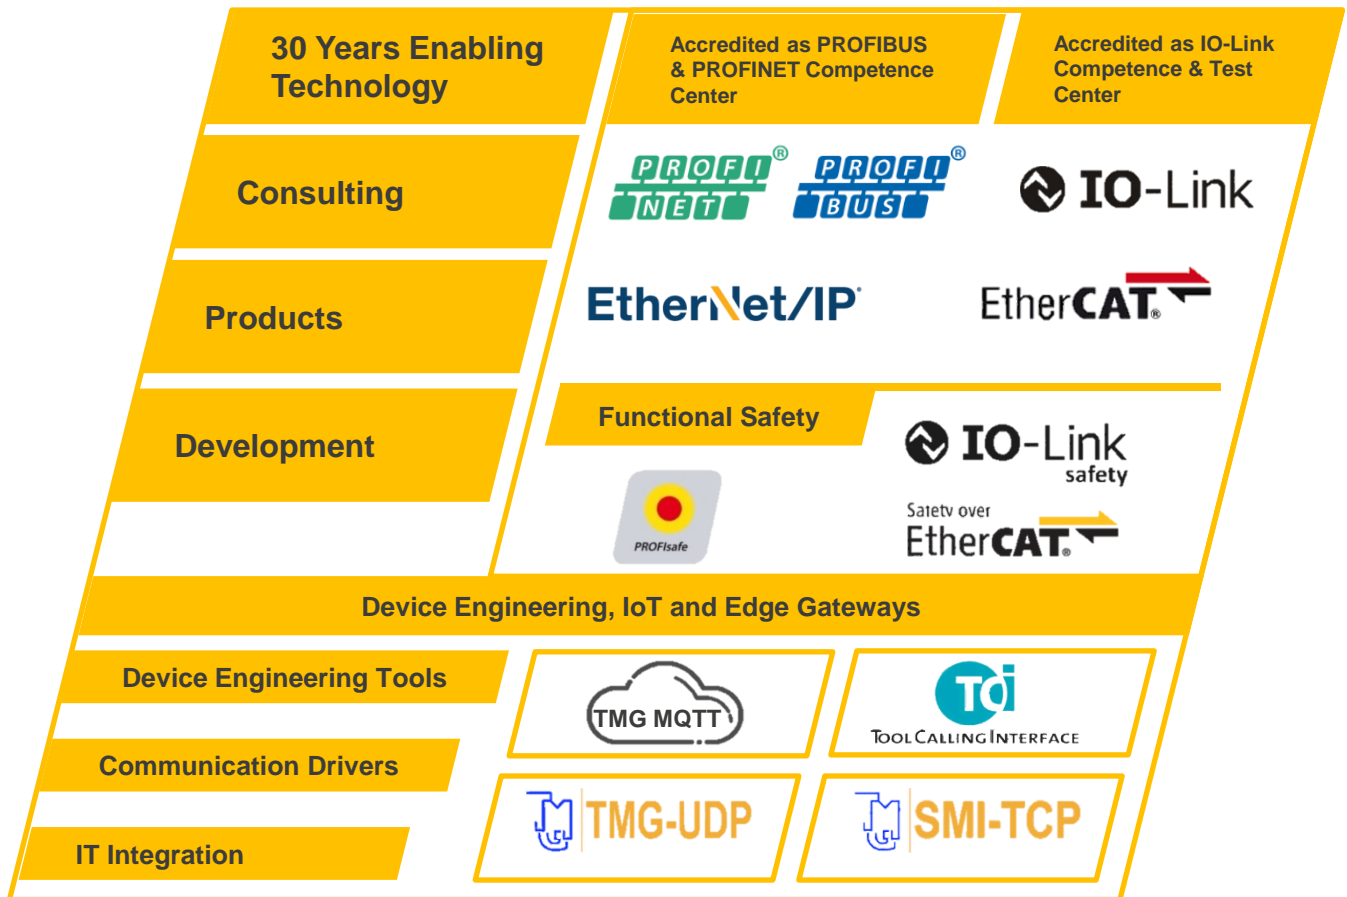 30 Years Enabling
Technology
Accredited as PROFIBUS
& PROFINET Competence
Center
Accredited as IO-Link
Competence & Test
Center
Consulting
PROFI
NET
®
PROFI
BUS
®
IO-Link
Products
EtherNet/IP
EtherCAT®
Development
Functional Safety
IO-Link
safety
PROFIsafe
Safety over
EtherCAT®
Device Engineering, IoT and Edge Gateways
Device Engineering Tools
TMG MQTT
TCI
TOOL CALLING INTERFACE
Communication Drivers
TMG-UDP
SMI-TCP
IT Integration